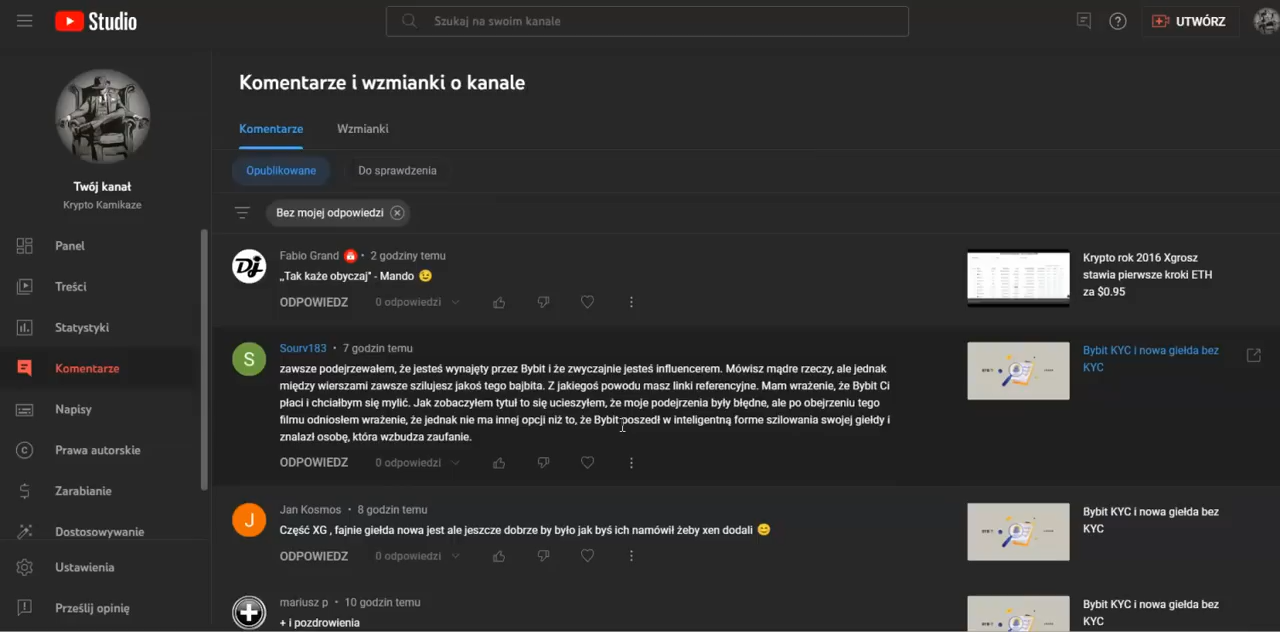 Studio
Szukaj na swoim kanale
UTWÓRZ
Twój kanał
Krypto Kamikaze
Panel
Treści
Statystyki
Komentarze
Napisy
Prawa autorskie
Zarabianie
Dostosowywanie
Ustawienia
Prześlij opinię
Komentarze i wzmianki o kanale
Komentarze
Wzmianki
Opublikowane
Do sprawdzenia
Bez mojej odpowiedzi
Fabio Grand • 2 godziny temu
„Tak każe obyczaj" - Mando 😉
ODPOWIEDZ
0 odpowiedzi
Krypto rok 2016 Xgrosz
stawia pierwsze kroki ETH
za $0.95
S
Sourv183 • 7 godzin temu
zawsze podejrzewałem, że jesteś wynajęty przez Bybit i że zwyczajnie jesteś influencerem. Mówisz mądre rzeczy, ale jednak
między wierszami zawsze szilujesz jakoś tego bajbita. Z jakiegoś powodu masz linki referencyjne. Mam wrażenie, że Bybit Ci
płaci i chciałbym się mylić. Jak zobaczyłem tytuł to się ucieszyłem, że moje podejrzenia były błędne, ale po obejrzeniu tego
filmu odniosłem wrażenie, że jednak nie ma innej opcji niż to, że Bybit poszedł w inteligentną forme szilowania swojej giełdy i
znalazł osobę, która wzbudza zaufanie.
ODPOWIEDZ
0 odpowiedzi
Bybit KYC i nowa giełda bez
KYC
J
Jan Kosmos • 8 godzin temu
Część XG , fajnie giełda nowa jest ale jeszcze dobrze by było jak byś ich namówił żeby xen dodali 😊
ODPOWIEDZ
0 odpowiedzi
Bybit KYC i nowa giełda bez
KYC
mariusz p • 10 godzin temu
+ i pozdrowienia
Bybit KYC i nowa giełda bez
KYC